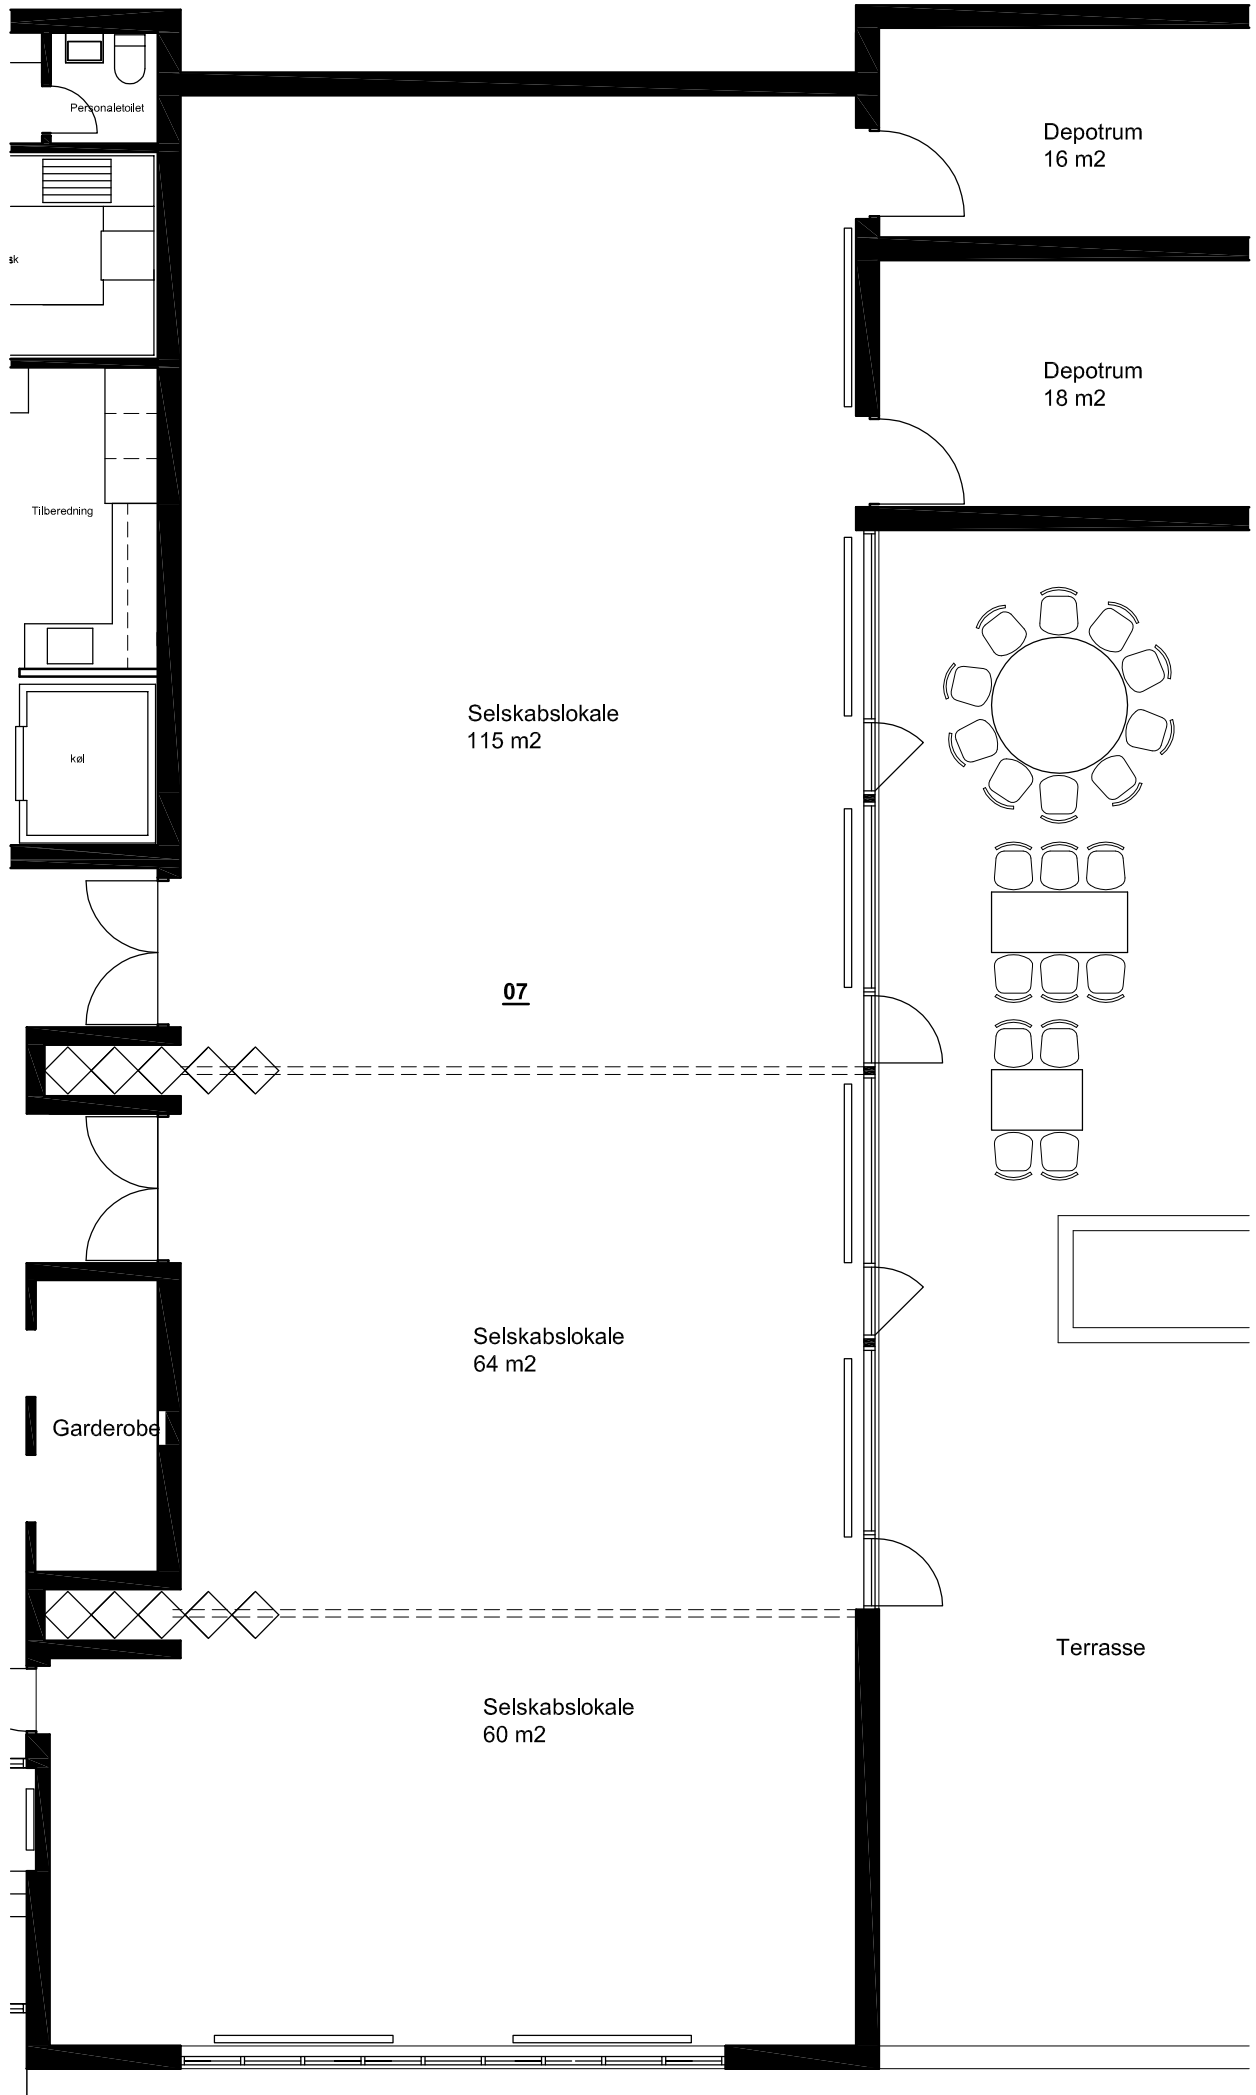 Personaletoilet
Depotrum
16 m2
sk
Depotrum
18 m2
Tilberedning
Selskabslokale
115 m2
køl
07
Selskabslokale
64 m2
Garderobe
Terrasse
Selskabslokale
60 m2